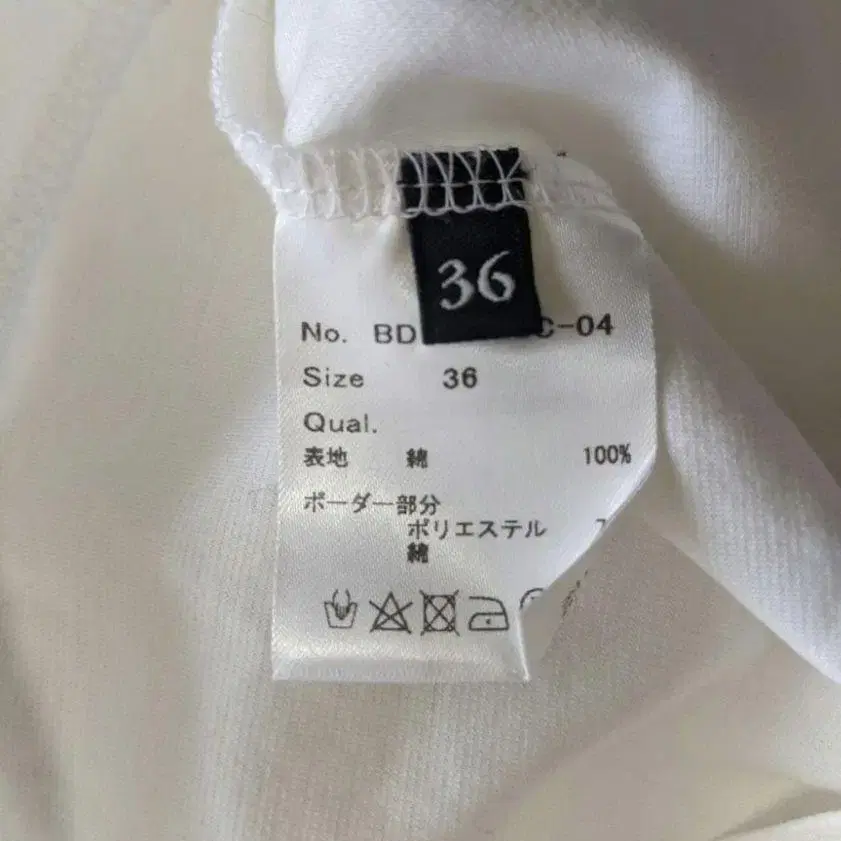 36
No. BD C-04
Size 36
Qual.
表地 綿 100%
ボーダー部分
ポリエステル 7
綿